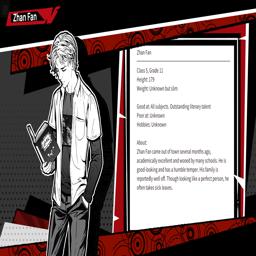 Zhan Fan
Zhan Fan
Class 5, Grade 11
Height: 179
Weight: Unknown but slim
Good at: All subjects. Outstanding literary talent
Poor at: Unknown
Hobbies: Unknown
About:
Zhan Fan came out of town several months ago,
academically excellent and wooed by many schools. He is
good-looking and has a humble temper. His family is
reportedly well off. Though looking like a perfect person, he
often takes sick leaves.